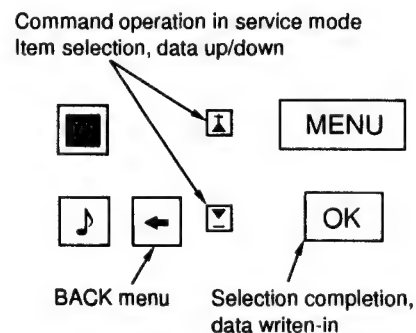 Command operation in service mode
Item selection, data up/down
MENU
OK
BACK menu
Selection completion,
data writen-in